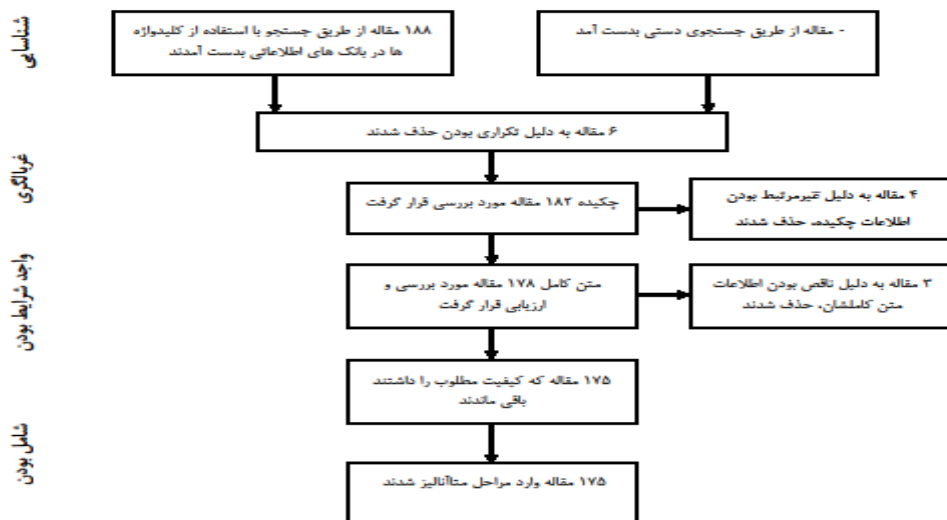 شناسایی
۱۸۸ مقاله از طریق جستجو با استفاده از کلیدواژه
ها در بانک های اطلاعاتی بدست آمدند
- مقاله از طریق جستجوی دستی بدست آمد
۶ مقاله به دلیل تکراری بودن حذف شدند
غربالگری
چکیده ۱۸۲ مقاله مورد بررسی قرار گرفت
۴ مقاله به دلیل غیرمرتبط بودن
اطلاعات چکیده، حذف شدند
واجد شرایط بودن
متن کامل ۱۷۸ مقاله مورد بررسی و
ارزیابی قرار گرفت
۳ مقاله به دلیل ناقص بودن اطلاعات
متن کاملشان، حذف شدند
۱۷۵ مقاله که کیفیت مطلوب را داشتند
باقی ماندند
شامل بودن
۱۷۵ مقاله وارد مراحل متاآنالیز شدند